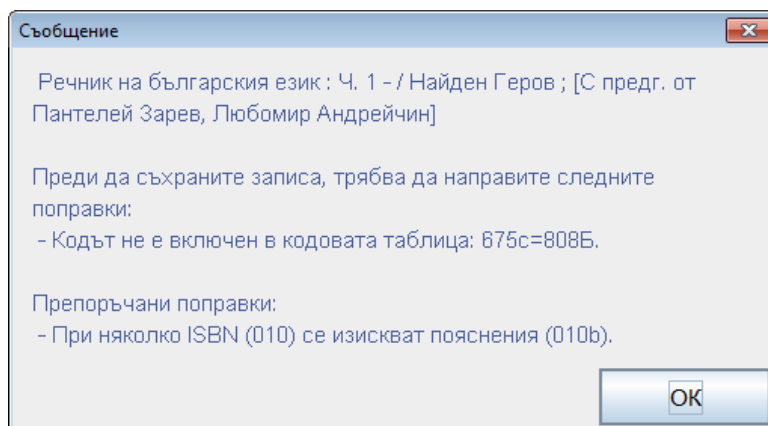 Съобщение
Речник на българския език : Ч. 1 - / Найден Геров ; [С предг. от
Пантелей Зарев, Любомир Андрейчин]
Преди да съхраните записа, трябва да направите следните
поправки:
- Кодът не е включен в кодовата таблица: 675c=808Б.
Препоръчани поправки:
- При няколко ISBN (010) се изискват пояснения (010b).
OK